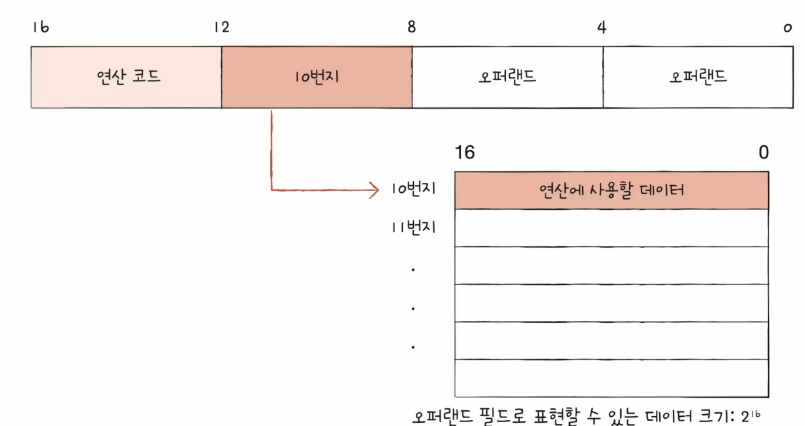 16 12 8 4 0
연산 코드 10번지 오퍼랜드 오퍼랜드
16 0
10번지 연산에 사용할 데이터
11번지
.
.
.
오퍼랜드 필드로 표현할 수 있는 데이터 크기: 2¹⁶